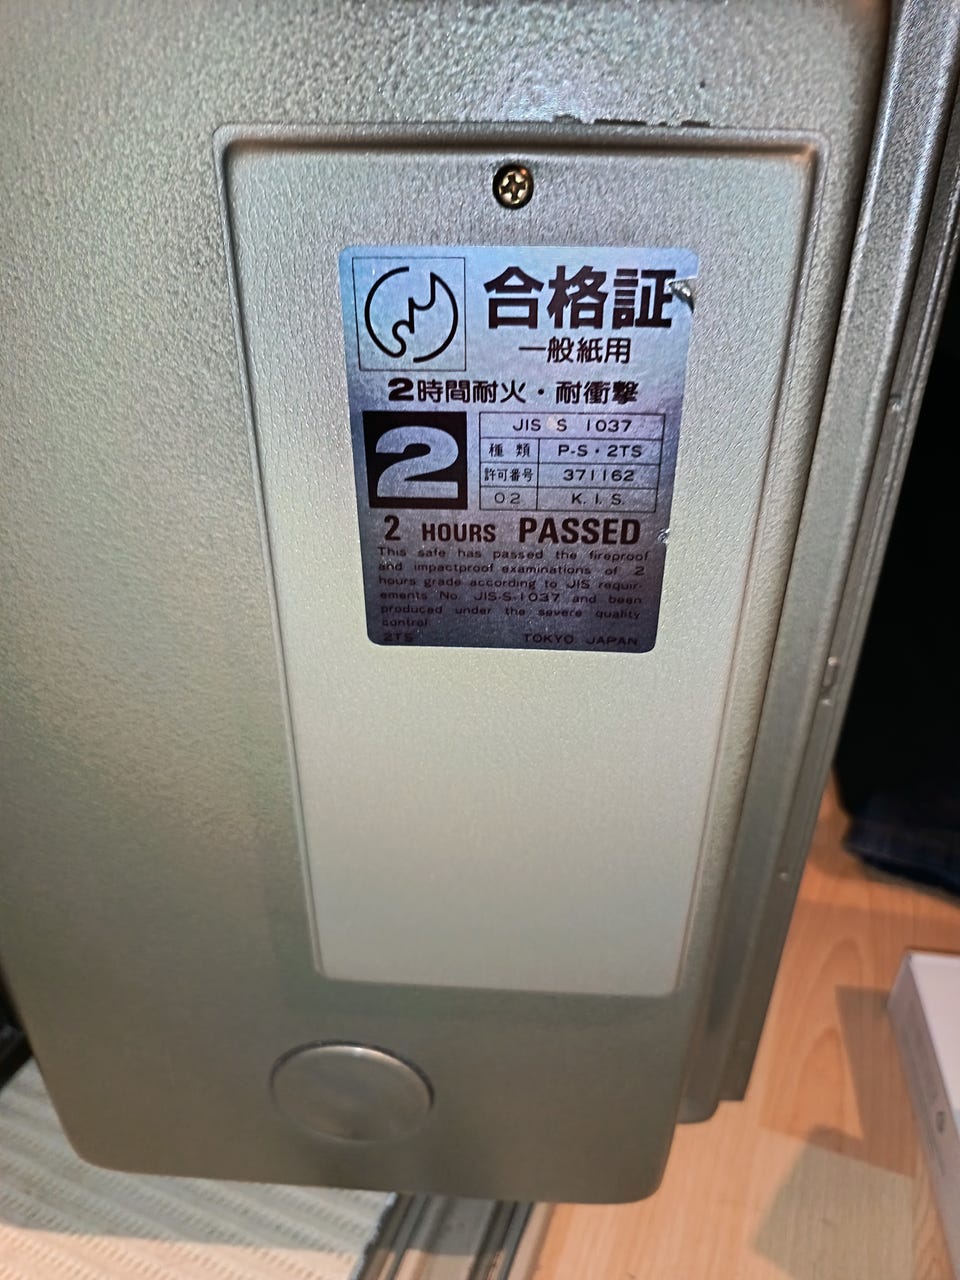 合格証
一般紙用
2時間耐火・耐衝撃
2
JIS S 1037
種類 P-S・2TS
許可番号 371162
02 K. I. S.
2 HOURS PASSED
This safe has passed the fireproof
and impactproof examinations of 2
hours grade according to JIS requir-
ements No. JIS-S-1037 and been
produced under the severe quality
control
2TS TOKYO JAPAN